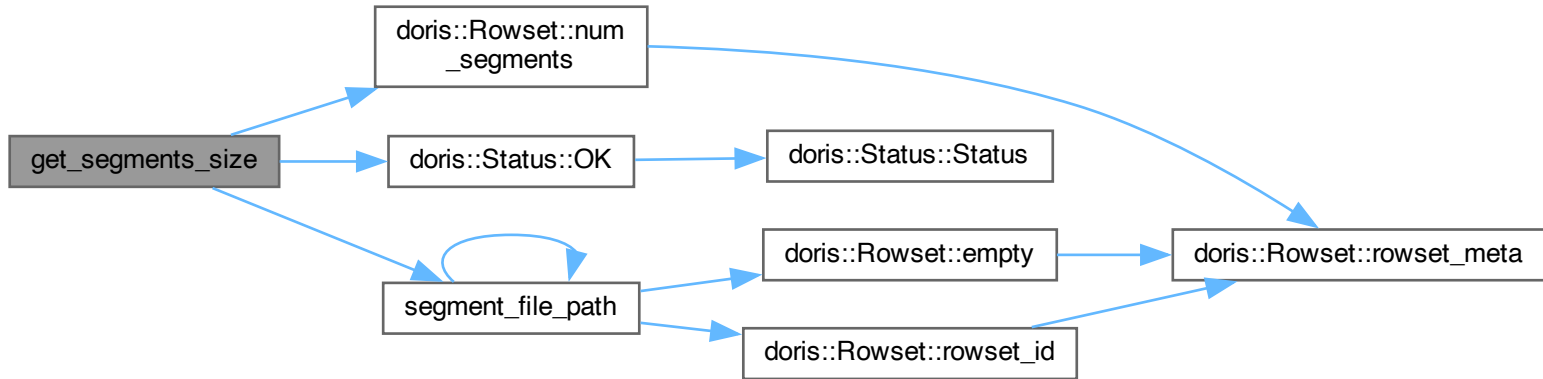 doris::Rowset::num
_segments
get_segments_size
doris::Status::OK
doris::Status::Status
doris::Rowset::empty
doris::Rowset::rowset_meta
segment_file_path
doris::Rowset::rowset_id